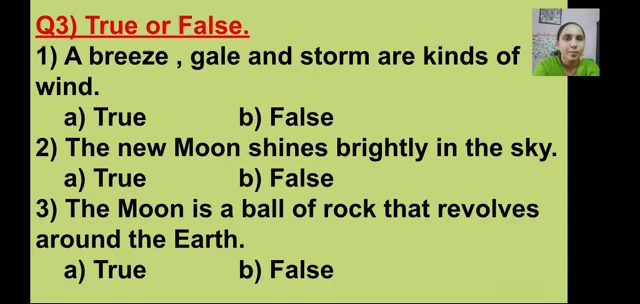 Q3) True or False.
1) A breeze , gale and storm are kinds of
wind.
a) True b) False
2) The new Moon shines brightly in the sky.
a) True b) False
3) The Moon is a ball of rock that revolves
around the Earth.
a) True b) False